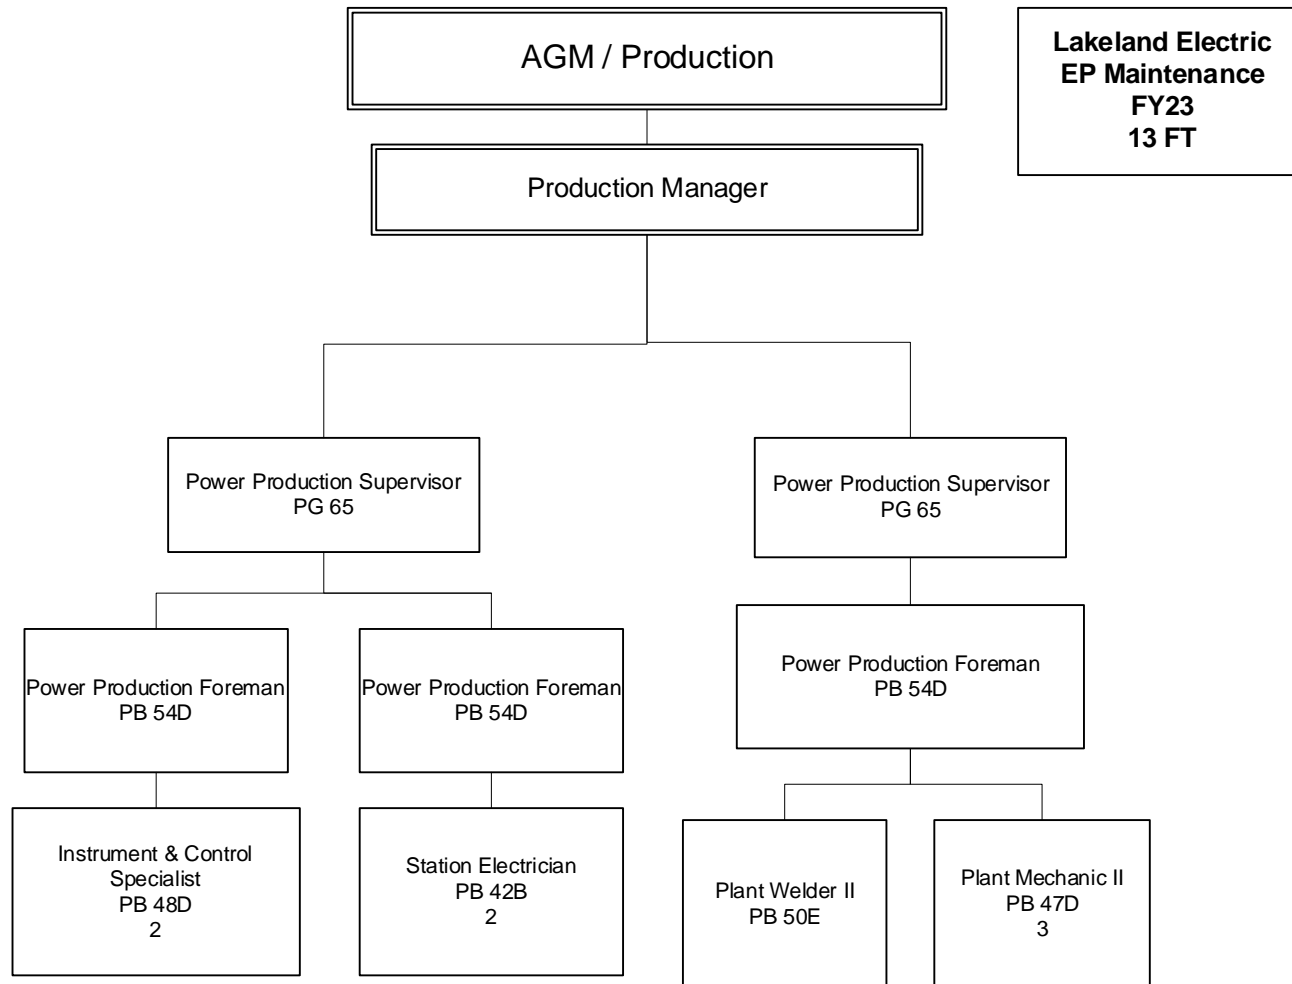 AGM / Production
Lakeland Electric
EP Maintenance
FY23
13 FT
Production Manager
Power Production Supervisor
PG 65
Power Production Supervisor
PG 65
Power Production Foreman
PB 54D
Power Production Foreman
PB 54D
Power Production Foreman
PB 54D
Instrument & Control
Specialist
PB 48D
2
Station Electrician
PB 42B
2
Plant Welder II
PB 50E
Plant Mechanic II
PB 47D
3